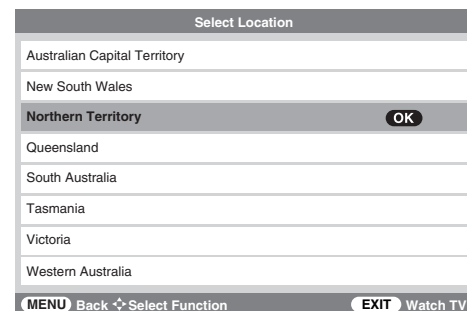 Select Location
Australian Capital Territory
New South Wales
Northern Territory OK
Queensland
South Australia
Tasmania
Victoria
Western Australia
MENU Back Select Function EXIT Watch TV